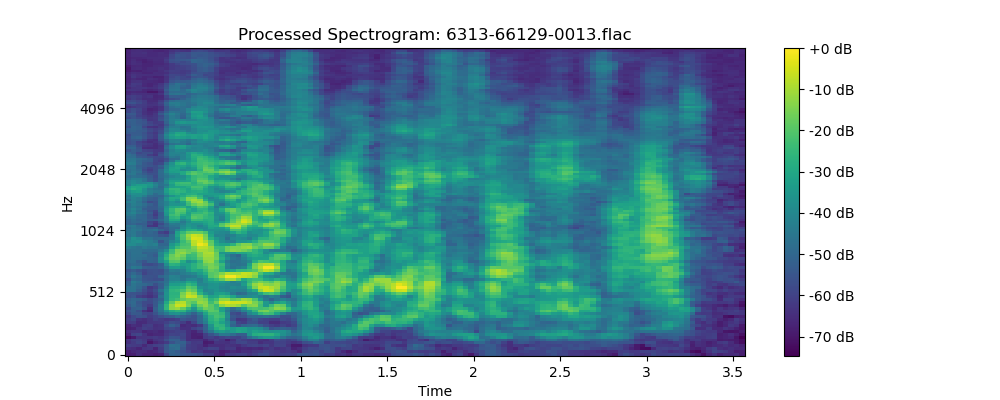 Processed Spectrogram: 6313-66129-0013.flac
+0 dB
4096
-10 dB
-20 dB
2048
-30 dB
Hz
1024
-40 dB
-50 dB
512
-60 dB
-70 dB
0
0 0.5 1 1.5 2 2.5 3 3.5
Time